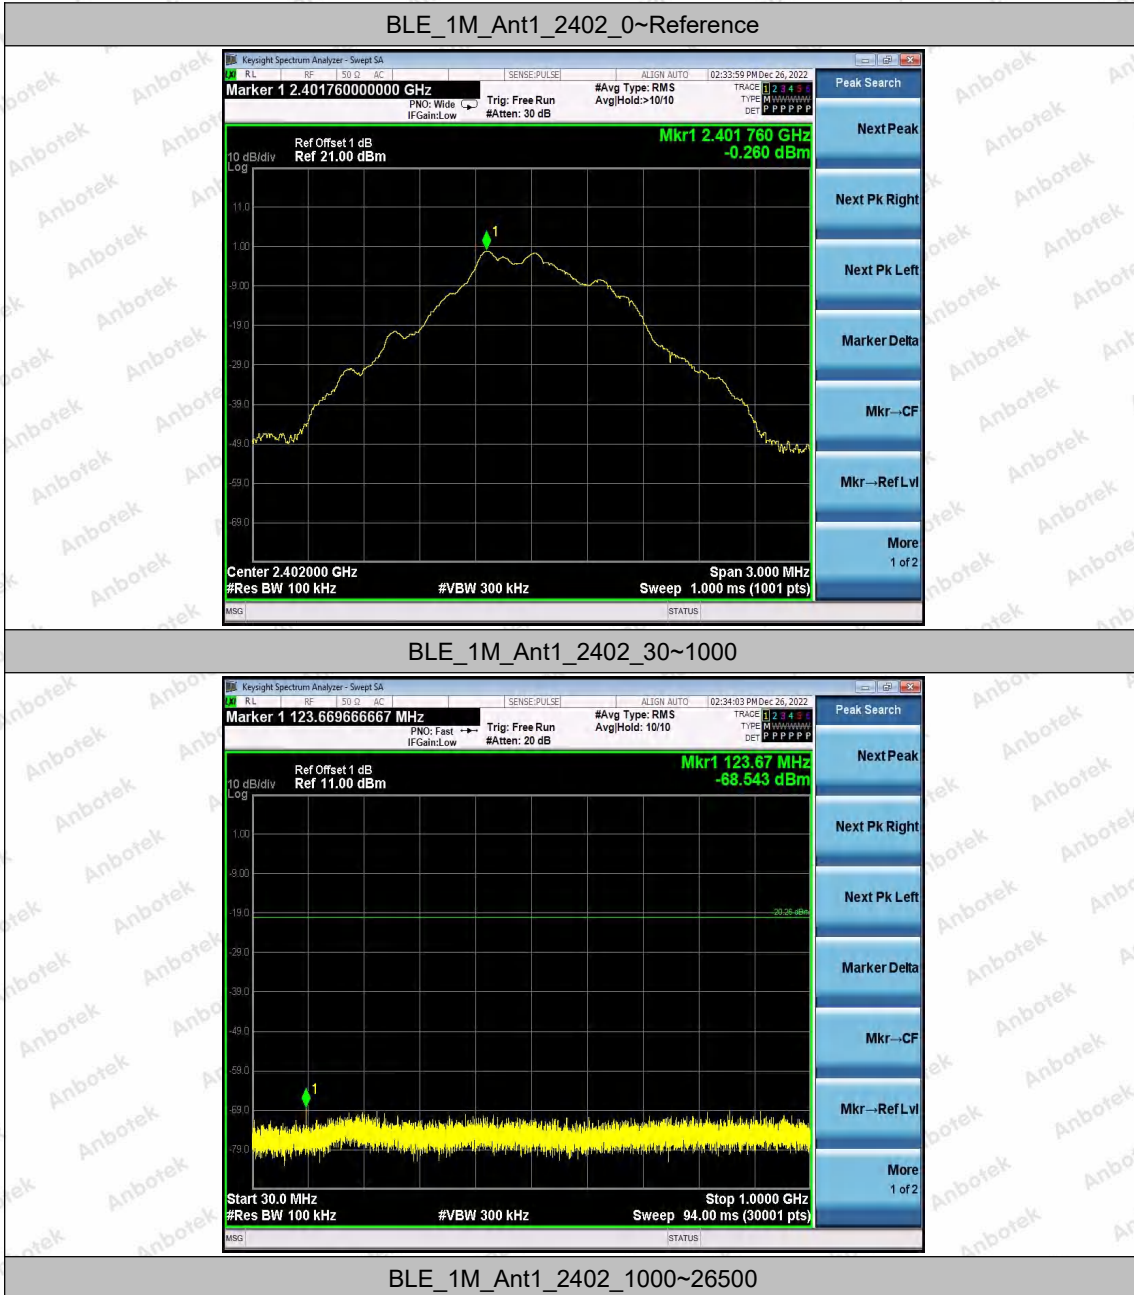 BLE_1M_Ant1_2402_0~Reference
Keysight Spectrum Analyzer - Swept SA
RL RF 50 Ω AC SENSE:PULSE ALIGN AUTO 02:33:59 PM Dec 26, 2022
Marker 1 2.401760000000 GHz
PNO: Wide
IFGain:Low
Trig: Free Run
#Atten: 30 dB
#Avg Type: RMS
Avg|Hold:>10/10
TRACE 1 2 3 4 5 6
TYPE M WWWWW
DET P P P P P P
Peak Search
Next Peak
Next Pk Right
Next Pk Left
Marker Delta
Mkr→CF
Mkr→Ref Lvl
More
1 of 2
Mkr1 2.401 760 GHz
-0.260 dBm
Ref Offset 1 dB
10 dB/div Ref 21.00 dBm
Log
11.0
1.00
-9.00
-19.0
-29.0
-39.0
-49.0
-59.0
-69.0
1
Center 2.402000 GHz Span 3.000 MHz
#Res BW 100 kHz #VBW 300 kHz Sweep 1.000 ms (1001 pts)
MSG STATUS
BLE_1M_Ant1_2402_30~1000
Keysight Spectrum Analyzer - Swept SA
RL RF 50 Ω AC SENSE:PULSE ALIGN AUTO 02:34:03 PM Dec 26, 2022
Marker 1 123.669666667 MHz
PNO: Fast
IFGain:Low
Trig: Free Run
#Atten: 20 dB
#Avg Type: RMS
Avg|Hold: 10/10
TRACE 1 2 3 4 5 6
TYPE M WWWWW
DET P P P P P P
Peak Search
Next Peak
Next Pk Right
Next Pk Left
Marker Delta
Mkr→CF
Mkr→Ref Lvl
More
1 of 2
Mkr1 123.67 MHz
-68.543 dBm
Ref Offset 1 dB
10 dB/div Ref 11.00 dBm
Log
1.00
-9.00
-19.0
-29.0
-39.0
-49.0
-59.0
-69.0
-79.0
-20.26 dBm
1
Start 30.0 MHz Stop 1.0000 GHz
#Res BW 100 kHz #VBW 300 kHz Sweep 94.00 ms (30001 pts)
MSG STATUS
BLE_1M_Ant1_2402_1000~26500